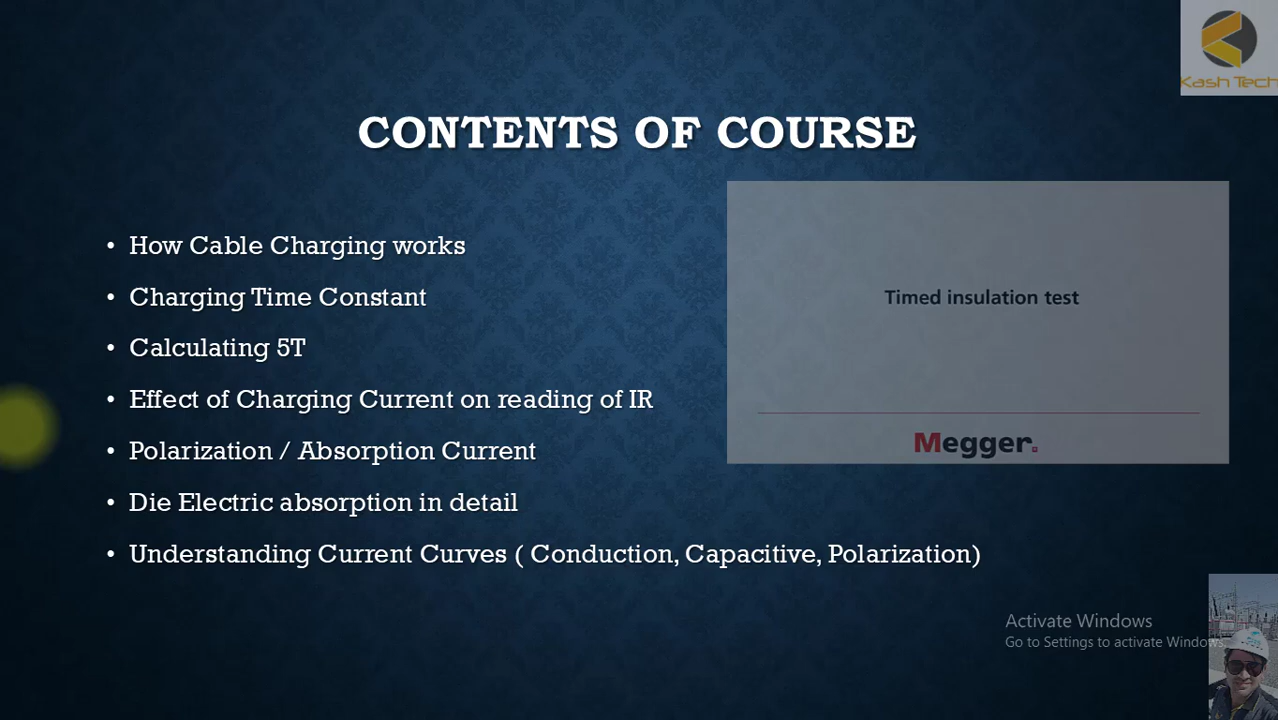 Kash Tech
CONTENTS OF COURSE
• How Cable Charging works
• Charging Time Constant
• Calculating 5T
• Effect of Charging Current on reading of IR
• Polarization / Absorption Current
• Die Electric absorption in detail
• Understanding Current Curves ( Conduction, Capacitive, Polarization)
Timed insulation test
Megger.
Activate Windows
Go to Settings to activate Windows.